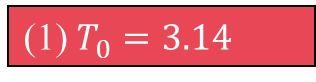 (1) T₀ = 3.14